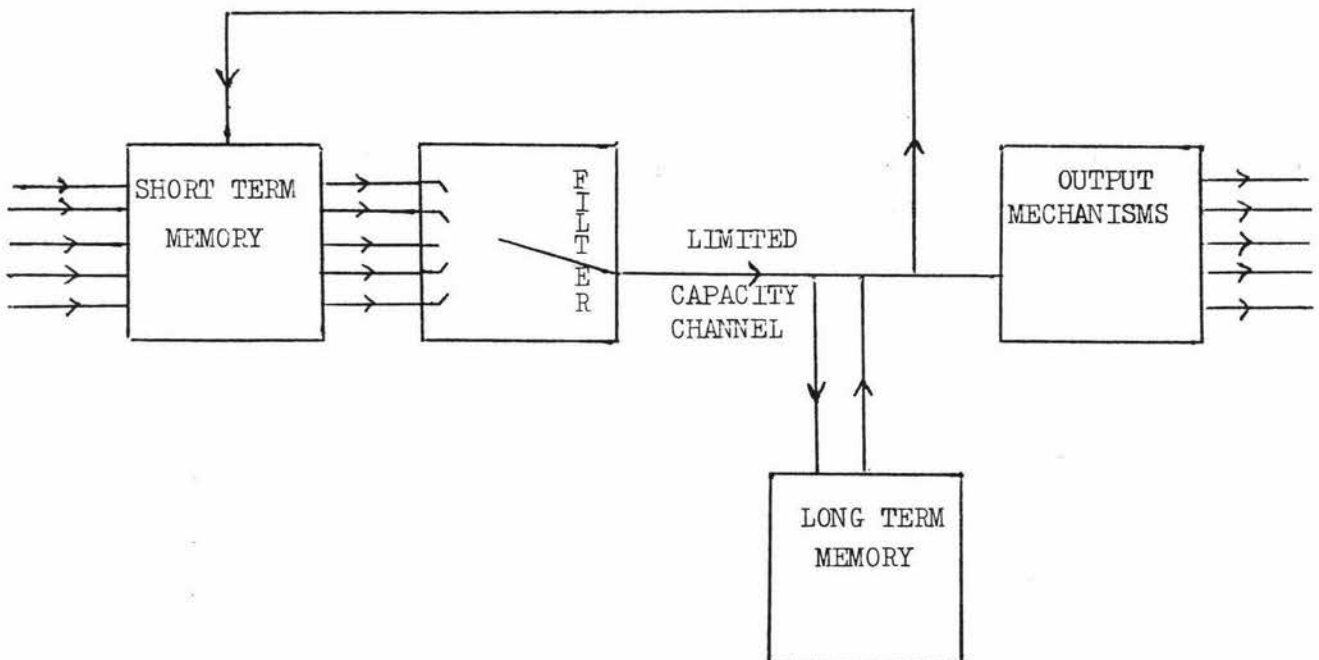 SHORT TERM
MEMORY
FILTER
LIMITED
CAPACITY
CHANNEL
OUTPUT
MECHANISMS
LONG TERM
MEMORY